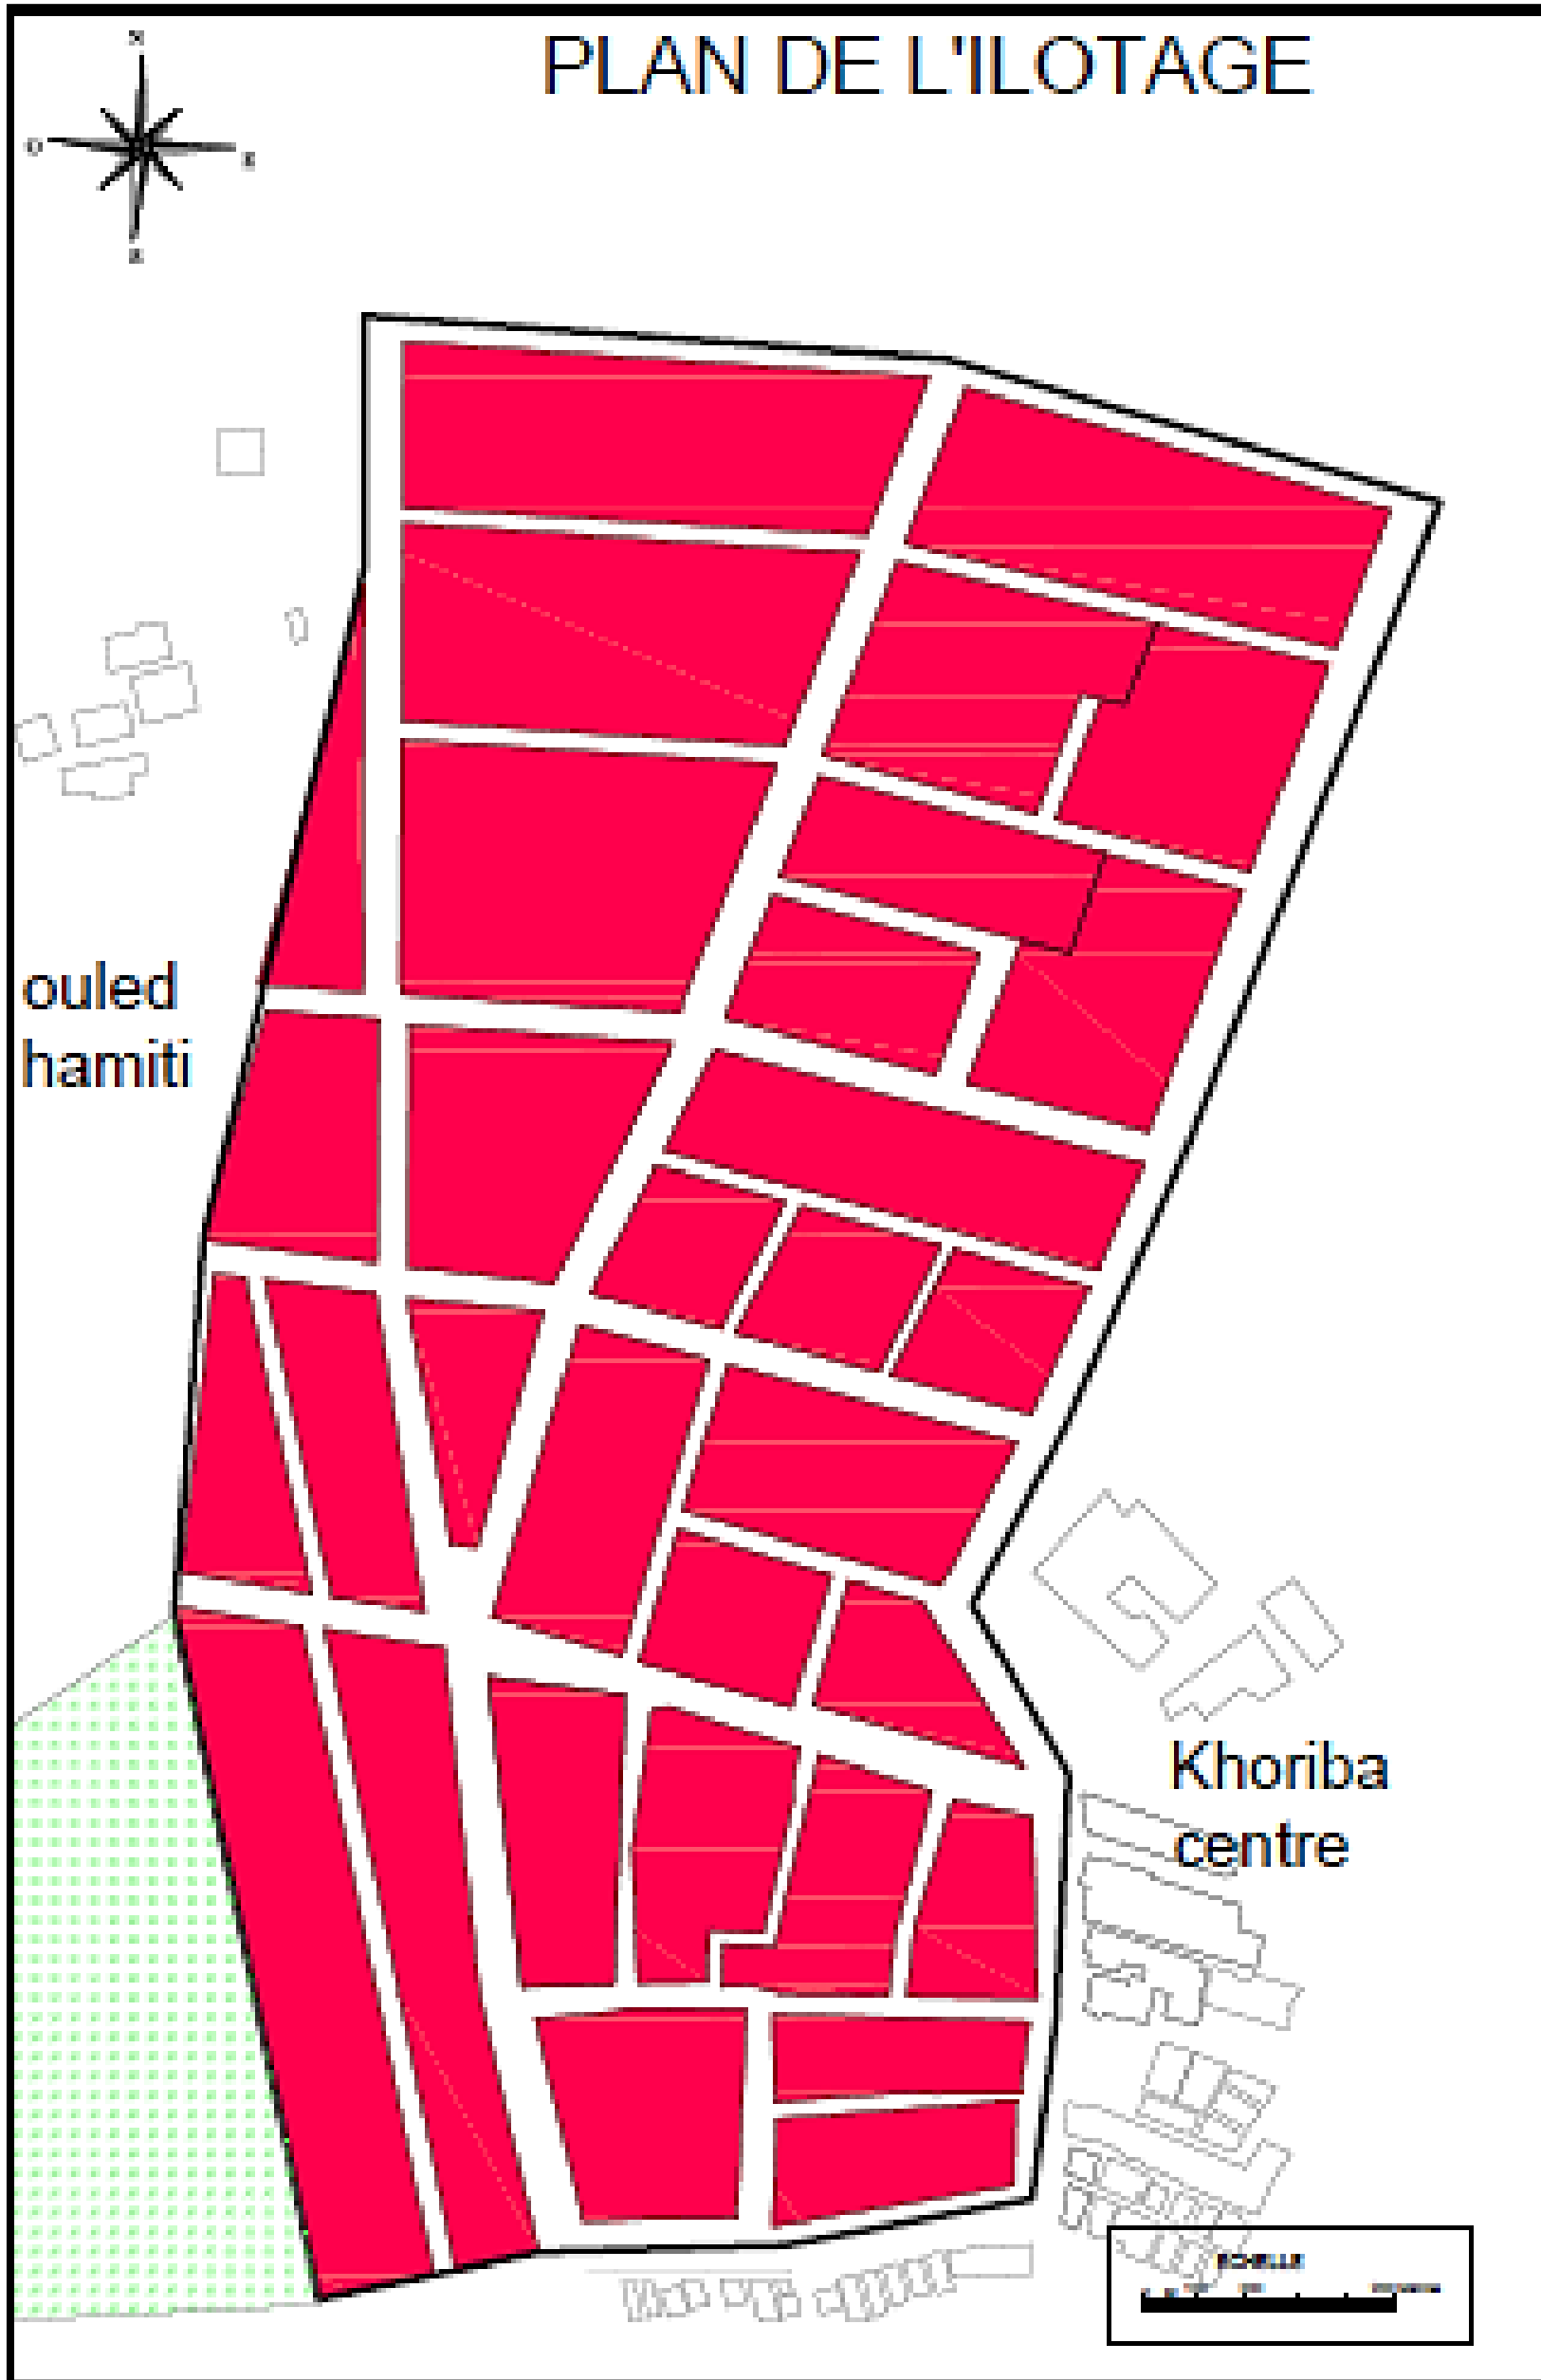 PLAN DE L'ILOTAGE
N
O
E
ouled
hamiti
Khoriba
centre